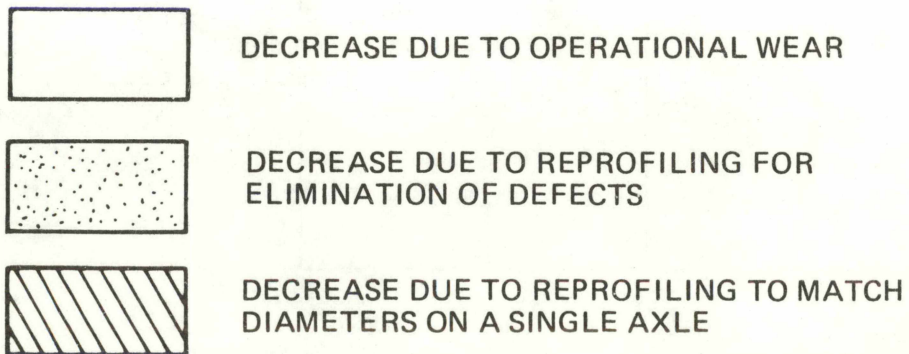 DECREASE DUE TO OPERATIONAL WEAR
DECREASE DUE TO REPROFILING FOR
ELIMINATION OF DEFECTS
DECREASE DUE TO REPROFILING TO MATCH
DIAMETERS ON A SINGLE AXLE